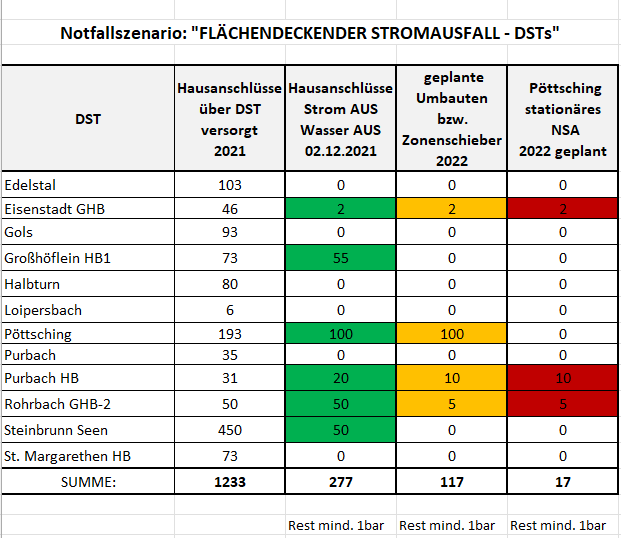 Notfallszenario: "FLÄCHENDECKENDER STROMAUSFALL - DSTs"
DST Hausanschlüsse über DST versorgt 2021 Hausanschlüsse Strom AUS Wasser AUS 02.12.2021 geplante Umbauten bzw. Zonenschieber 2022 Pöttsching stationäres NSA 2022 geplant
Edelstal 103 0 0 0
Eisenstadt GHB 46 2 2 2
Gols 93 0 0 0
Großhöflein HB1 73 55 0 0
Halbturn 80 0 0 0
Loipersbach 6 0 0 0
Pöttsching 193 100 100 0
Purbach 35 0 0 0
Purbach HB 31 20 10 10
Rohrbach GHB-2 50 50 5 5
Steinbrunn Seen 450 50 0 0
St. Margarethen HB 73 0 0 0
SUMME: 1233 277 117 17
Rest mind. 1bar Rest mind. 1bar Rest mind. 1bar